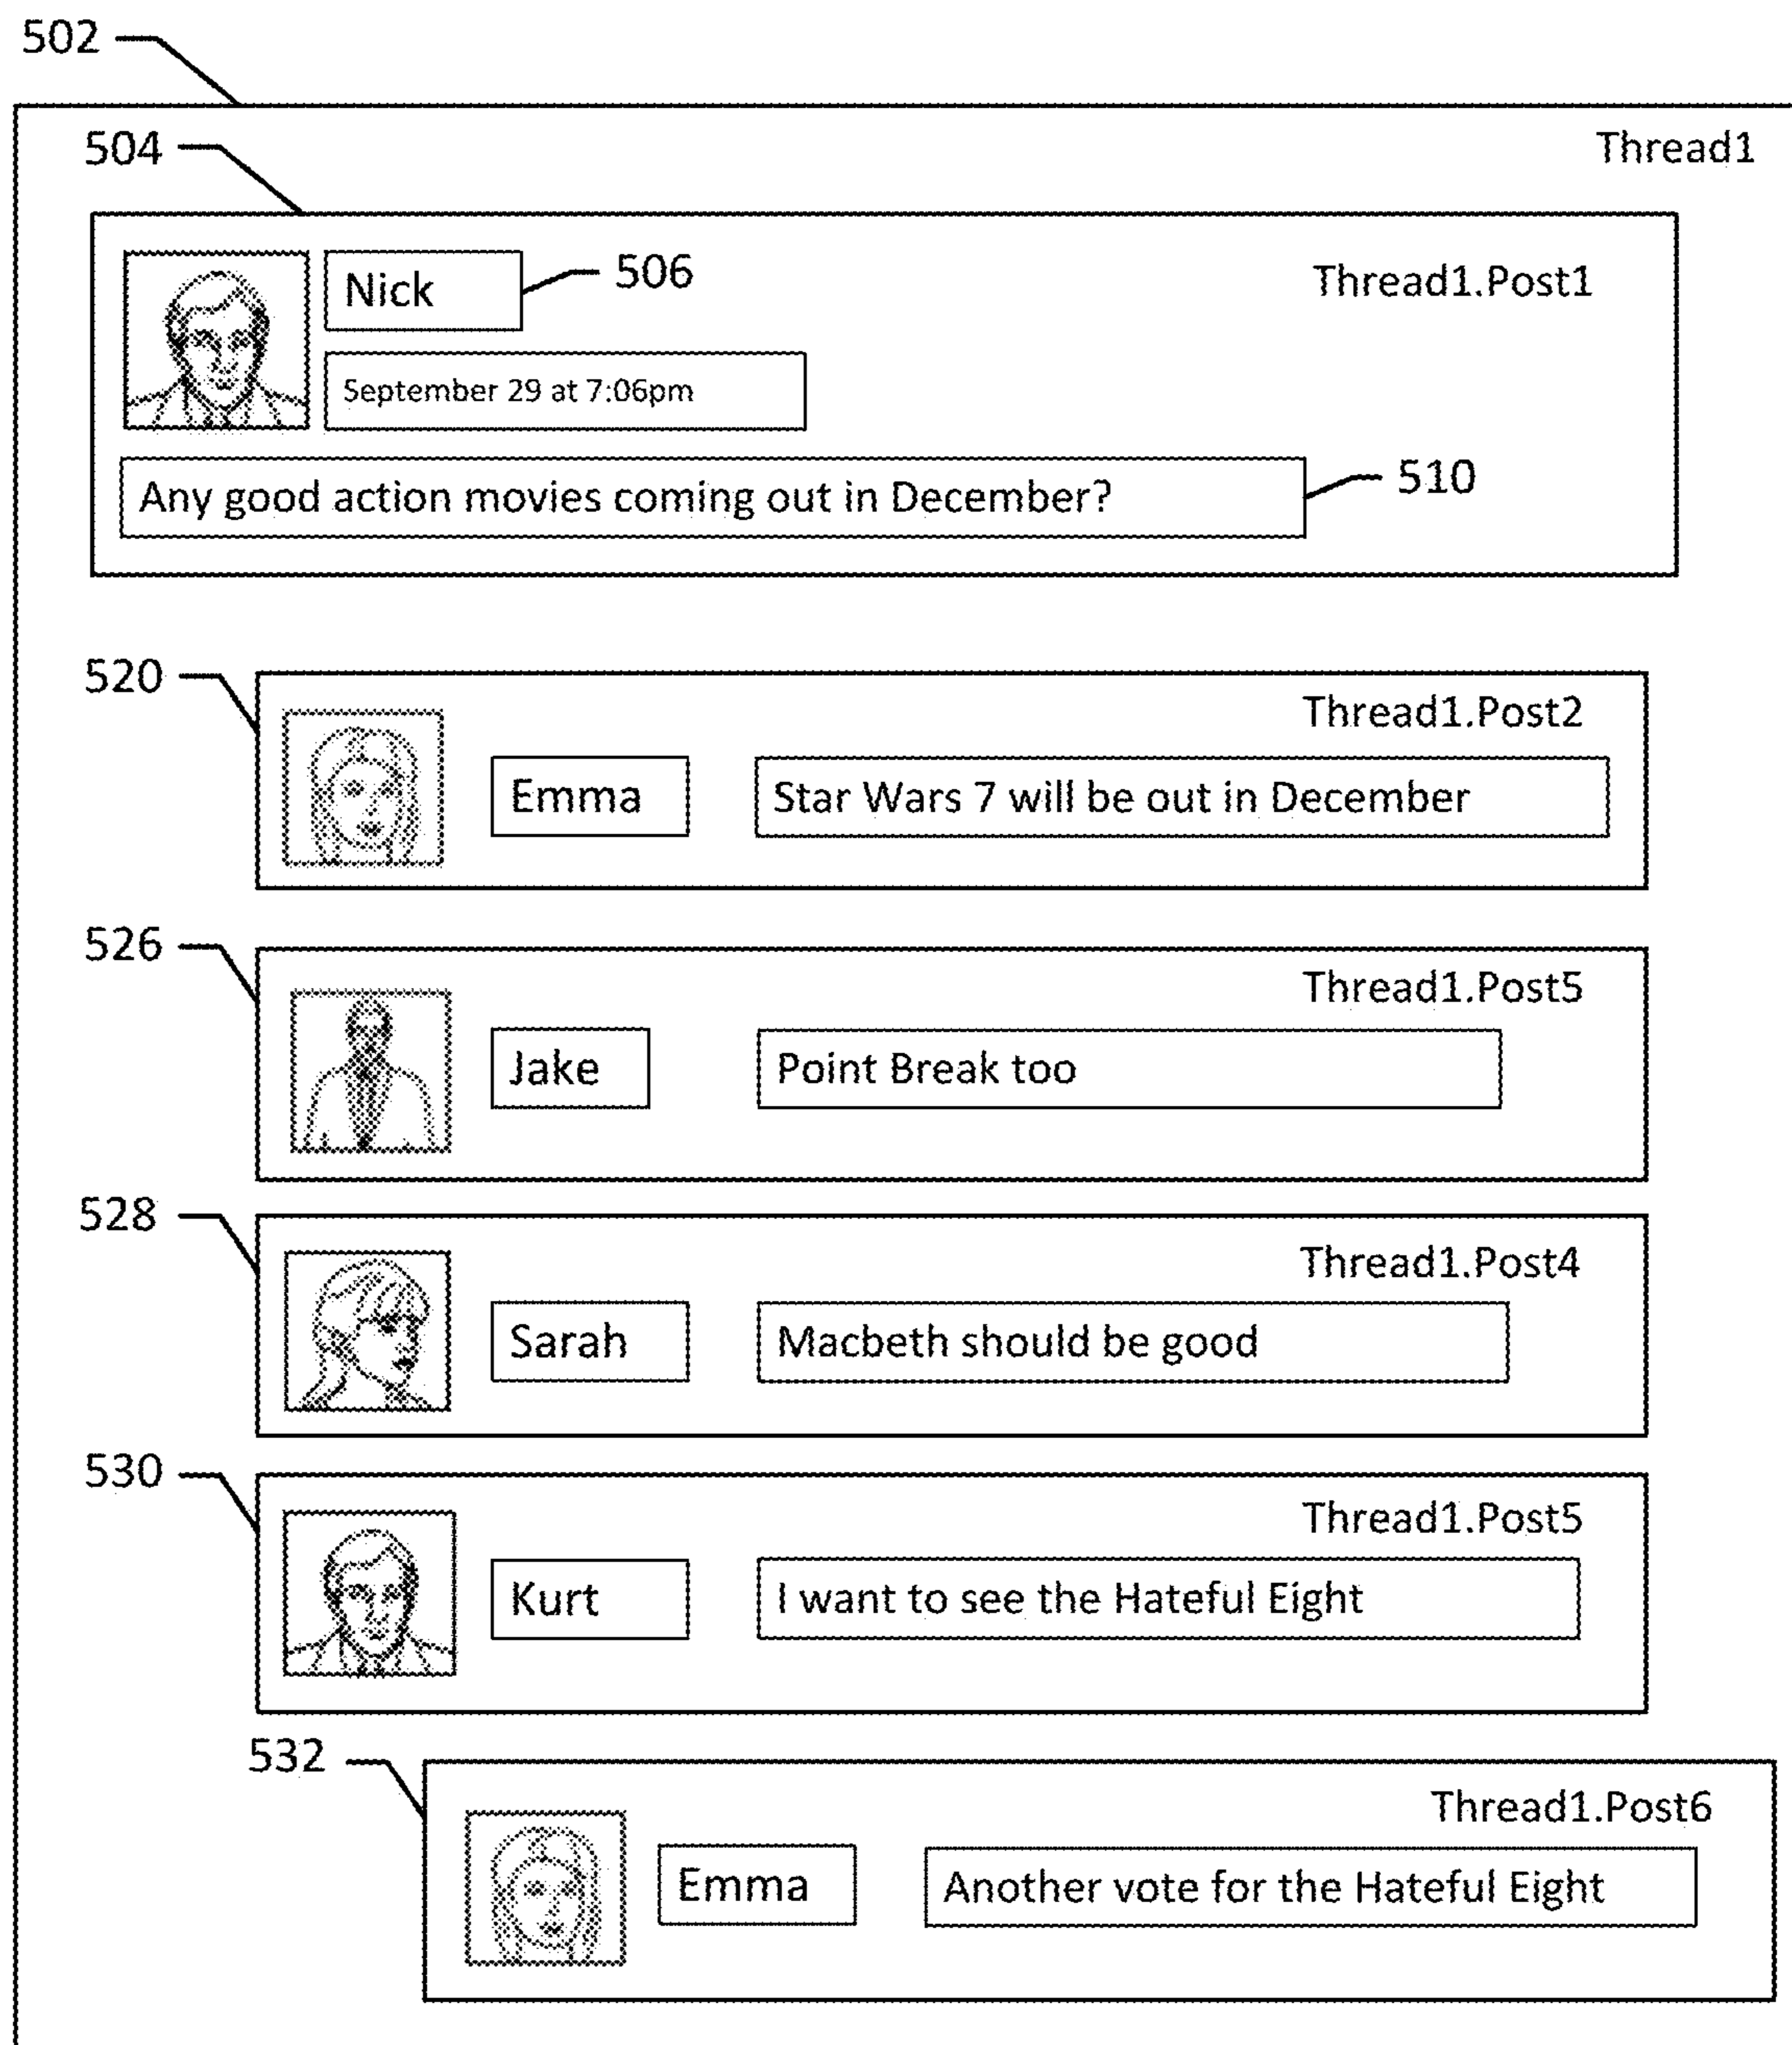 502
504
Thread1
Nick
506
Thread1.Post1
September 29 at 7:06pm
Any good action movies coming out in December?
510
520
Thread1.Post2
Emma
Star Wars 7 will be out in December
526
Thread1.Post5
Jake
Point Break too
528
Thread1.Post4
Sarah
Macbeth should be good
530
Thread1.Post5
Kurt
I want to see the Hateful Eight
532
Thread1.Post6
Emma
Another vote for the Hateful Eight